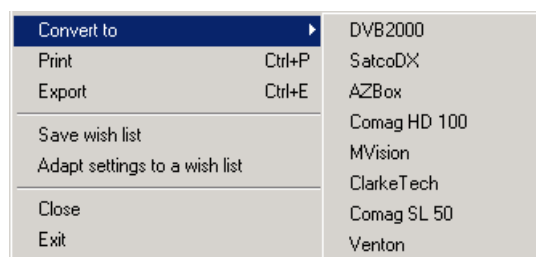 Convert to
Print Ctrl+P
Export Ctrl+E
Save wish list
Adapt settings to a wish list
Close
Exit
DVB2000
SatcoDX
AZBox
Comag HD 100
MVision
ClarkeTech
Comag SL 50
Venton